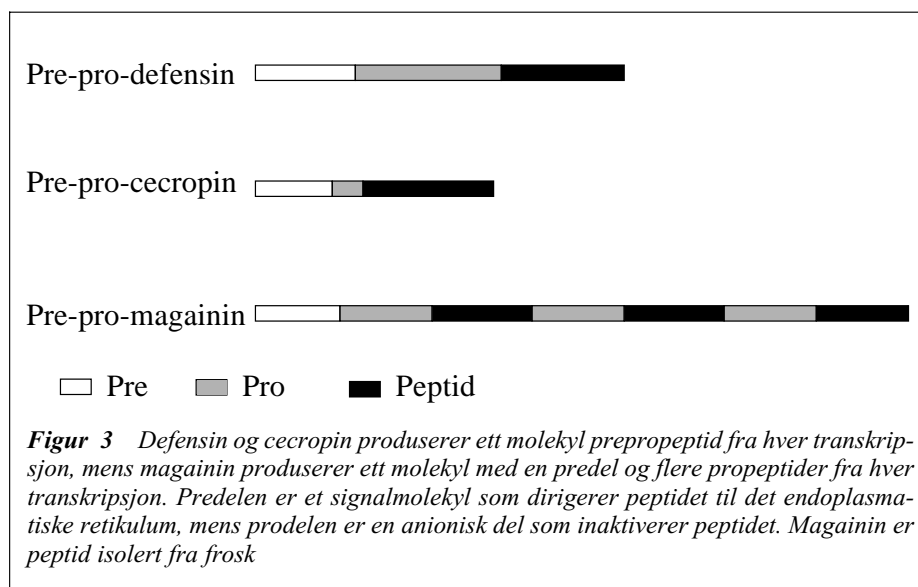 Pre-pro-defensin
Pre-pro-cecropin
Pre-pro-magainin
Pre Pro Peptid
Figur 3 Defensin og cecropin produserer ett molekyl prepropeptid fra hver transkrip-
sjon, mens magainin produserer ett molekyl med en predel og flere propeptider fra hver
transkripsjon. Predelen er et signalmolekyl som dirigerer peptidet til det endoplasma-
tiske retikulum, mens prodelen er en anionisk del som inaktiverer peptidet. Magainin er
peptid isolert fra frosk